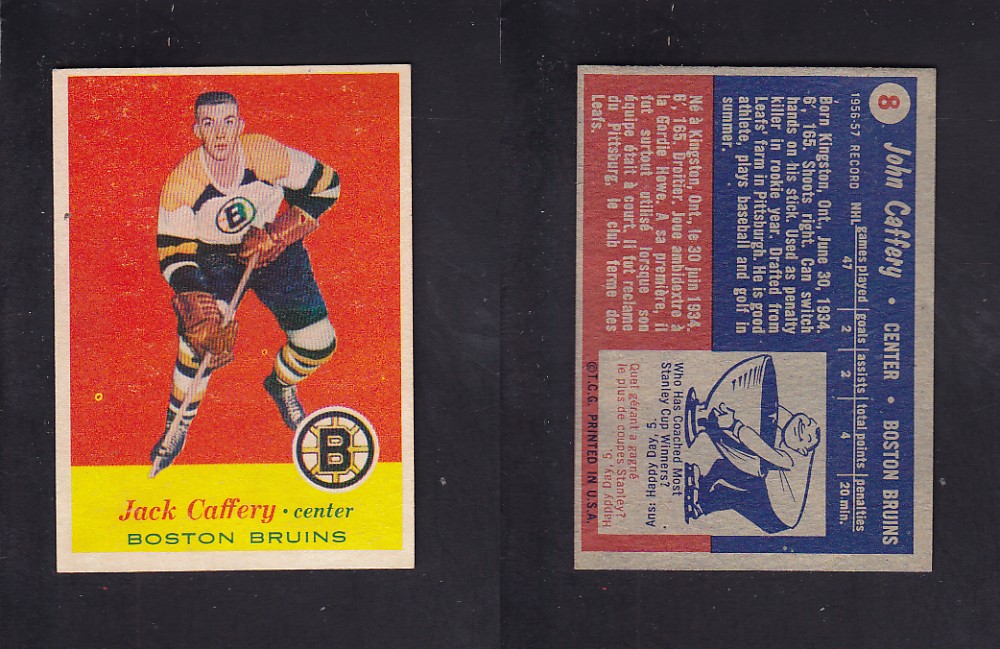 B
B
Jack Caffery • center
BOSTON BRUINS
8
John Caffery • CENTER • BOSTON BRUINS
1956-57 RECORD
games played goals assists total points penalties
NHL 47 2 2 4 20 min.
Born Kingston, Ont., June 30, 1934.
6', 165. Shoots right. Can switch
hands on his stick. Used as penalty
killer in rookie year. Drafted from
Leafs' farm in Pittsburgh. He is good
athlete, plays baseball and golf in
summer.
Né à Kingston, Ont., le 30 juin 1934.
6', 165. Droitier. Joue ambidextre à
la Gordie Howe. A sa première, il
fut surtout utilisé lorsque son
équipe était à court. Il fut reclame
du Pittsburg, le club ferme des
Leafs.
Who Has Coached Most
Stanley Cup Winners?
Ans: Happy Day, 5.
Quel gérant a gagné
le plus de coupes Stanley?
Happy Day, 5.
©T.C.G. PRINTED IN U.S.A.